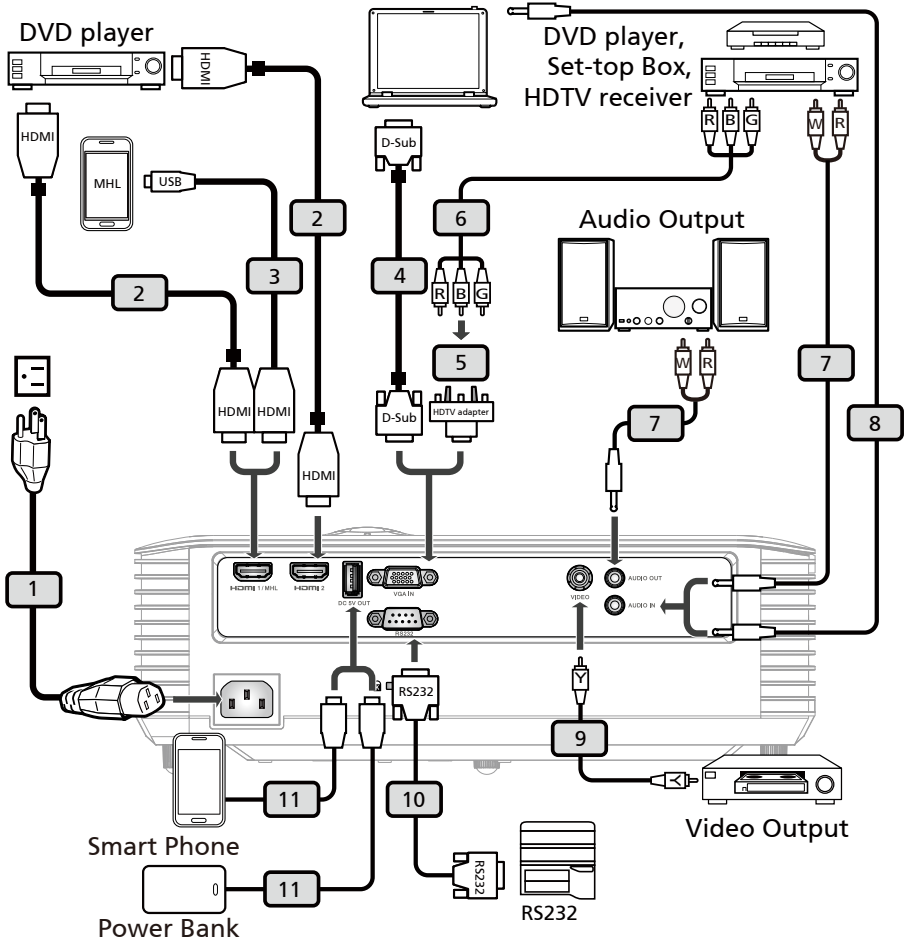 DVD player
HDMI
DVD player,
Set-top Box,
HDTV receiver
HDMI
MHL
USB
D-Sub
R B G
W R
2
6
Audio Output
2
3
4
R B G
5
W R
7
7
8
HDMI HDMI
HDMI
D-Sub
HDTV adapter
1
HDMI 1 / MHL
HDMI 2
DC 5V OUT
VGA IN
RS232
VIDEO
AUDIO OUT
AUDIO IN
RS232
Y
9
Y
11
10
Smart Phone
Video Output
11
RS232
Power Bank
RS232